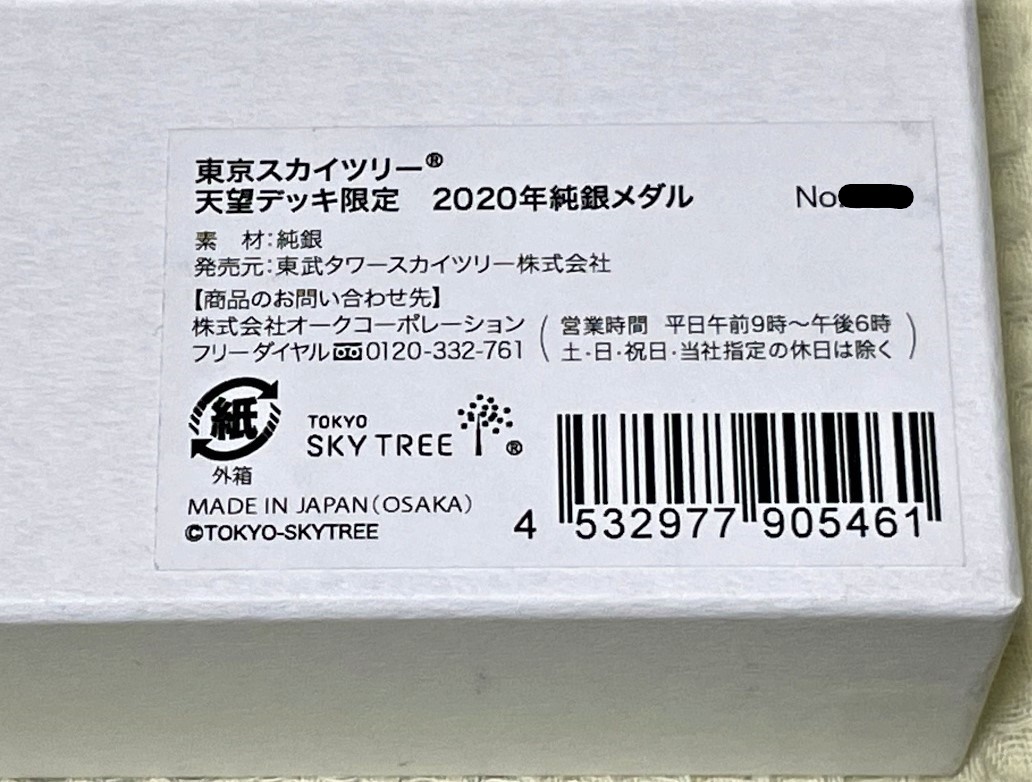 東京スカイツリー®
天望デッキ限定　2020年純銀メダル　No.
素　材:純銀
発売元:東武タワースカイツリー株式会社
【商品のお問い合わせ先】
株式会社オークコーポレーション（営業時間　平日午前9時～午後6時
フリーダイヤル 0120-332-761　土・日・祝日・当社指定の休日は除く）
紙
外箱
TOKYO
SKY TREE®
MADE IN JAPAN(OSAKA)
©TOKYO-SKYTREE
4 532977 905461